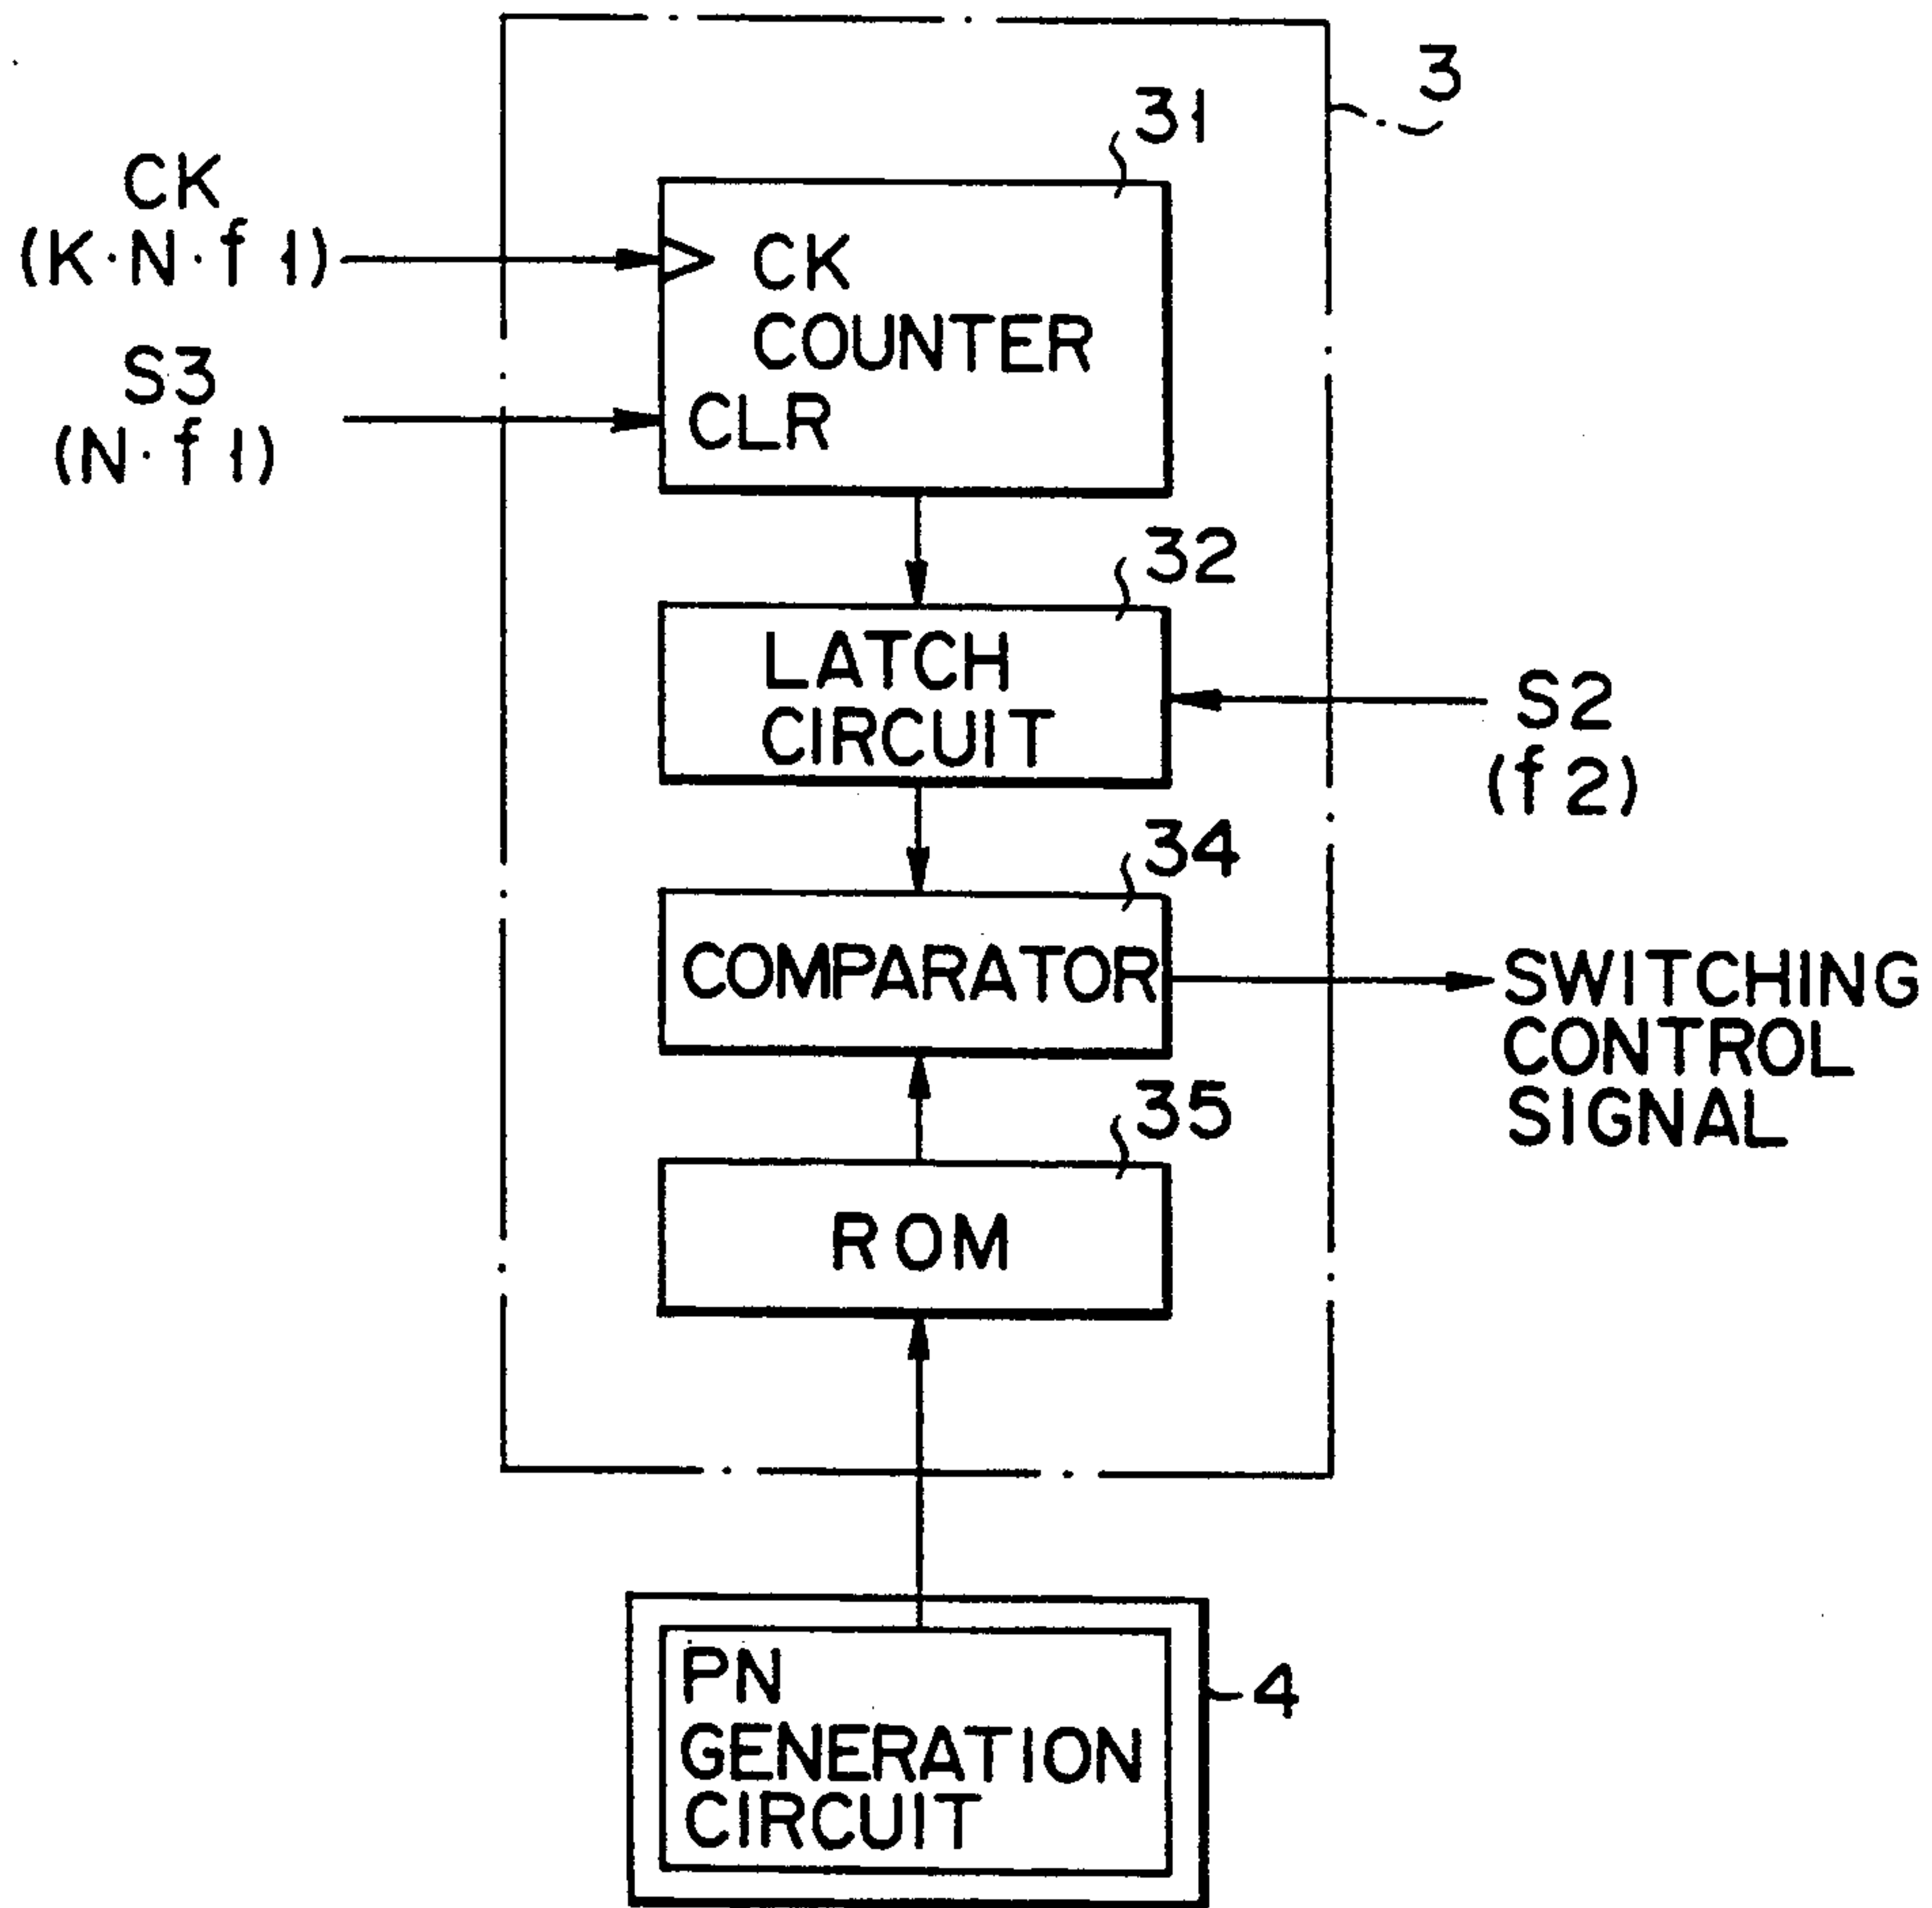 3
31
CK
(K·N·f1)
CK
COUNTER
CLR
S3
(N·f1)
32
LATCH
CIRCUIT
S2
(f2)
34
COMPARATOR
SWITCHING
CONTROL
SIGNAL
35
ROM
PN
GENERATION
CIRCUIT
4